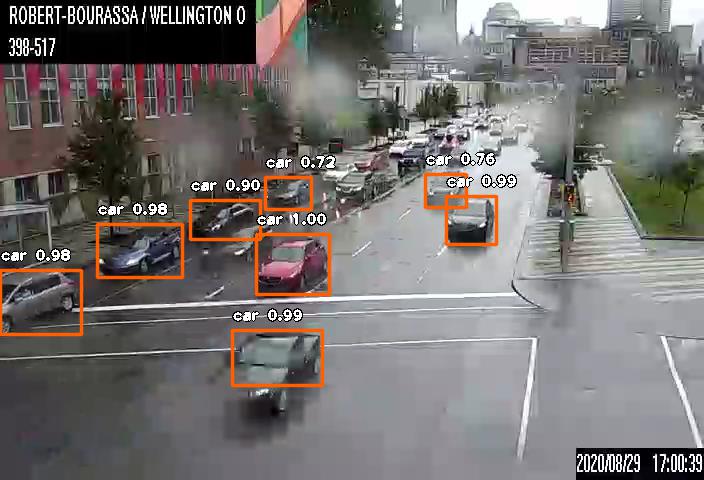 ROBERT-BOURASSA / WELLINGTON O
398-517
car 0.72
car 0.76
car 0.90
car 0.99
car 0.98
car 1.00
car 0.98
car 0.99
2020/08/29 17:00:39